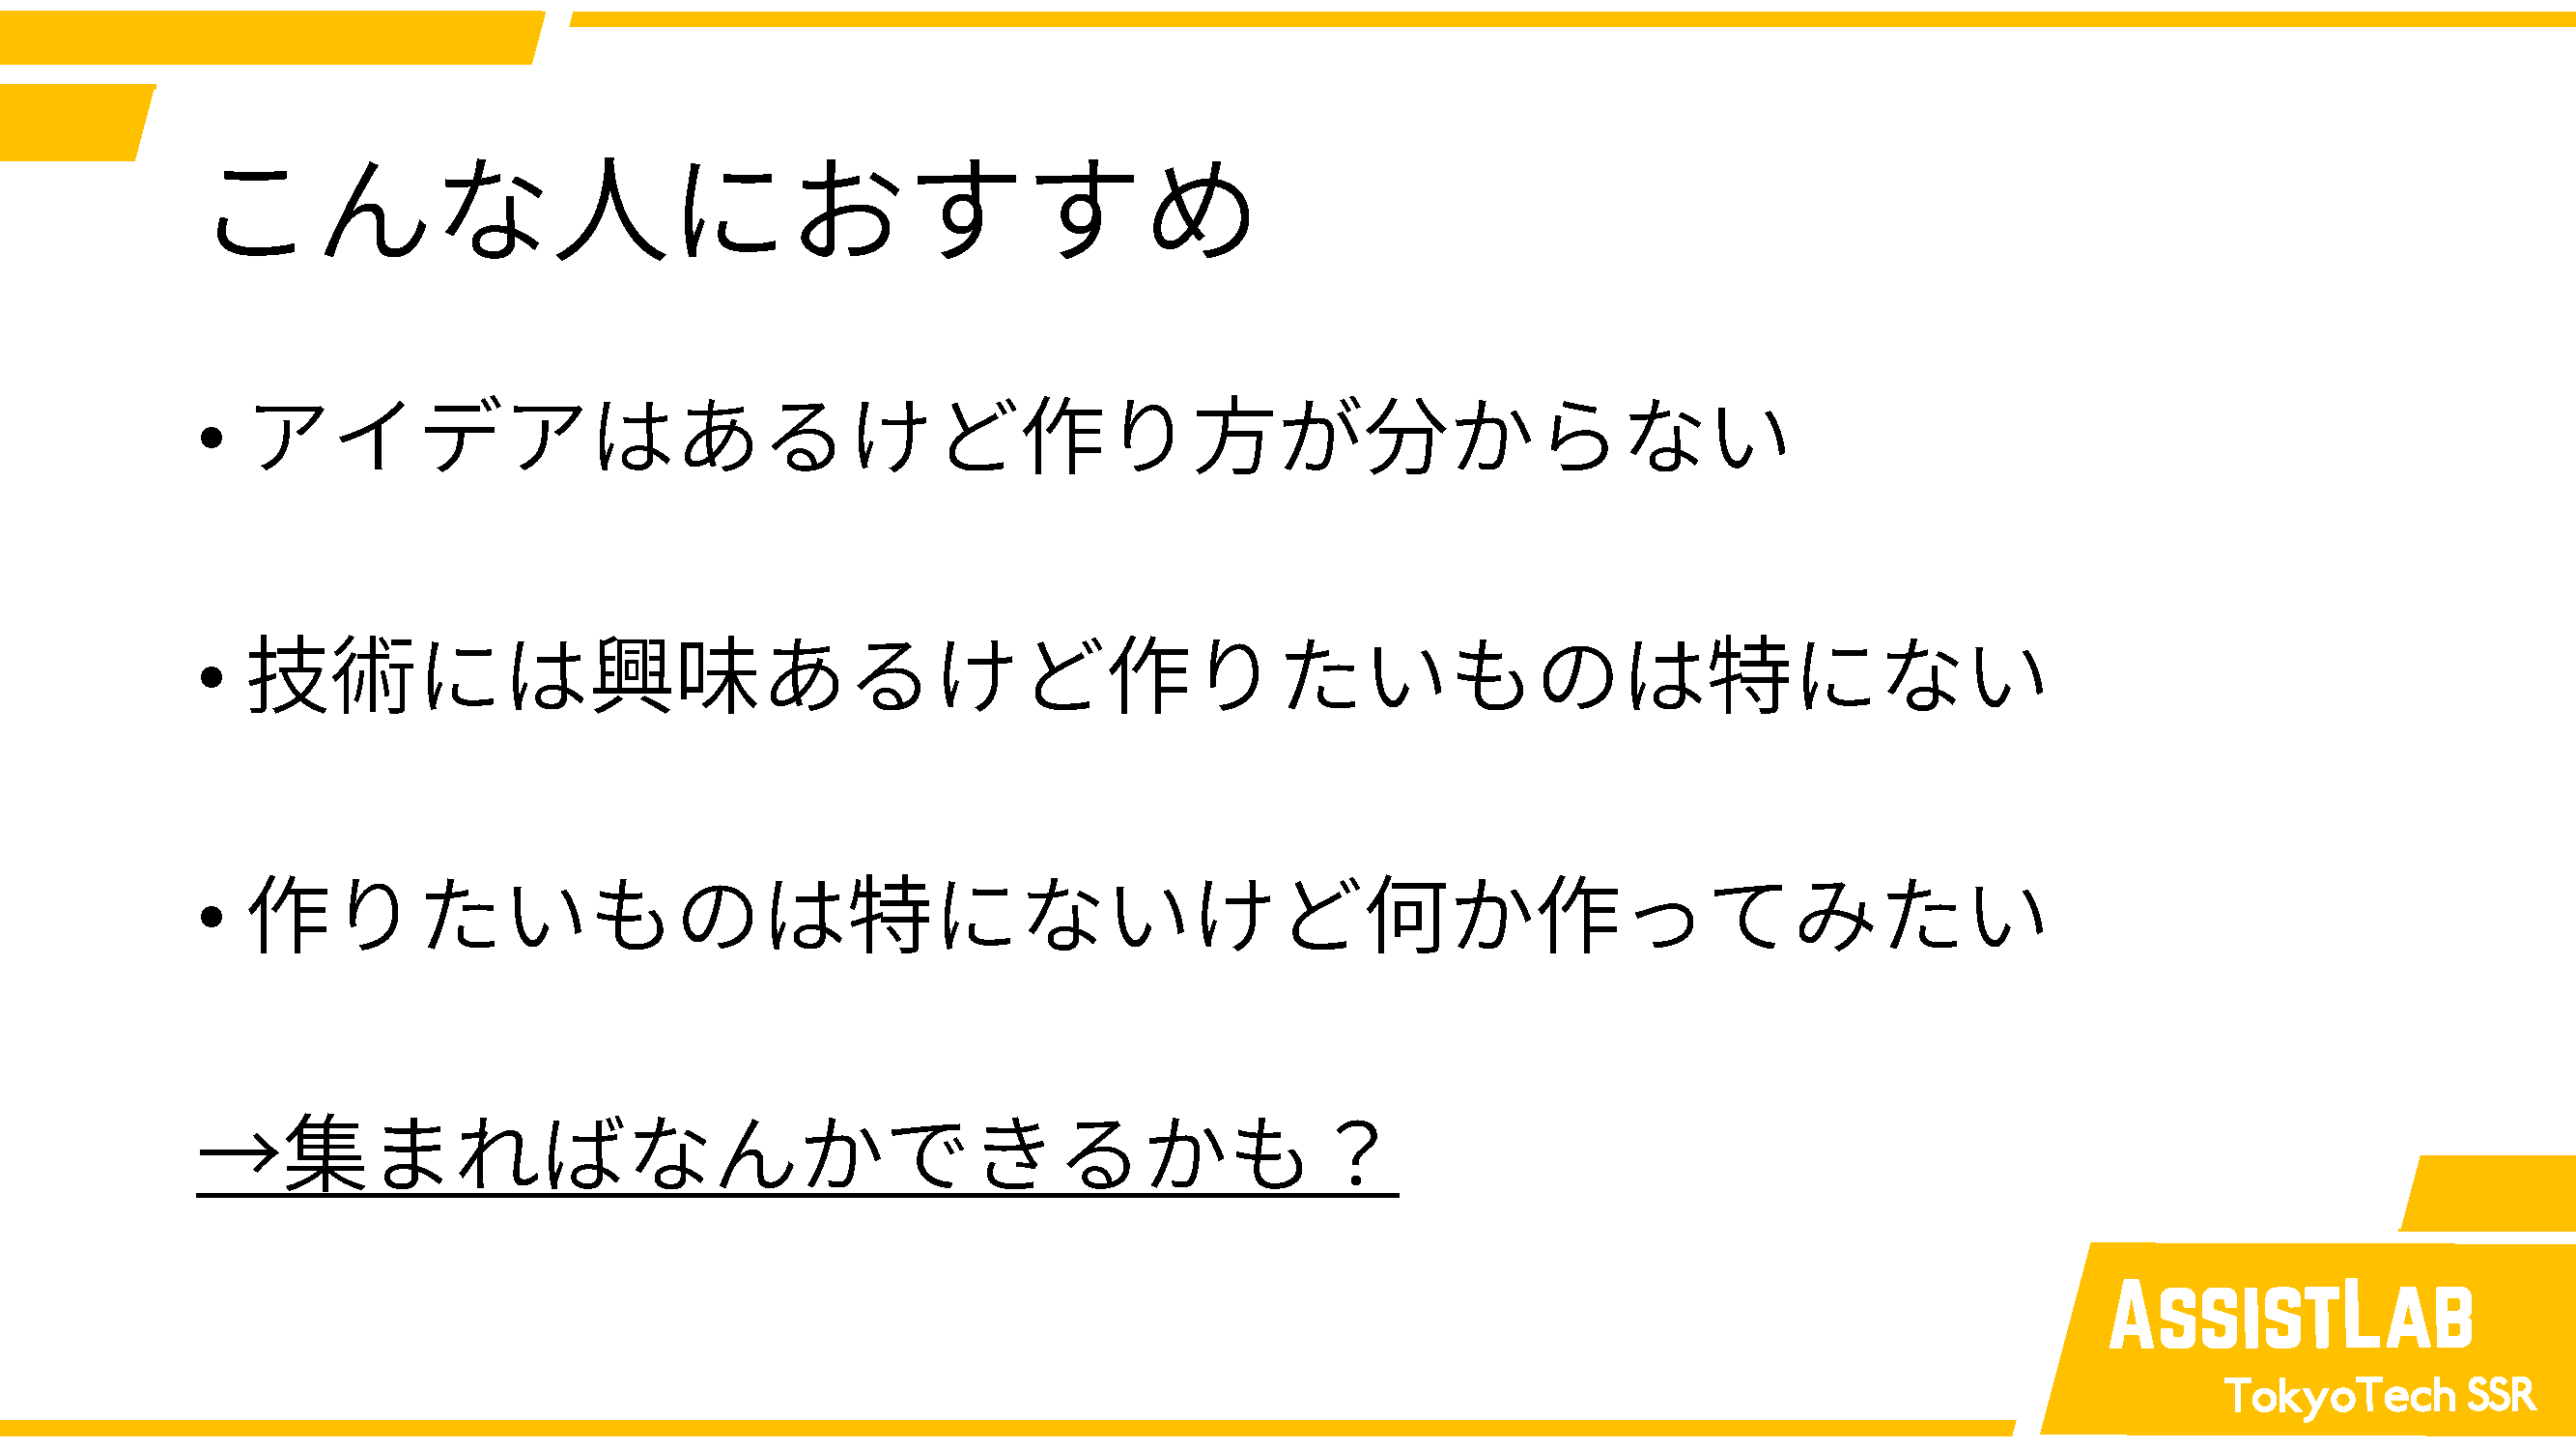 こんな人におすすめ
• アイデアはあるけど作り方が分からない
• 技術には興味あるけど作りたいものは特にない
• 作りたいものは特にないけど何か作ってみたい
→集まればなんかできるかも？
ASSISTLAB
TokyoTech SSR